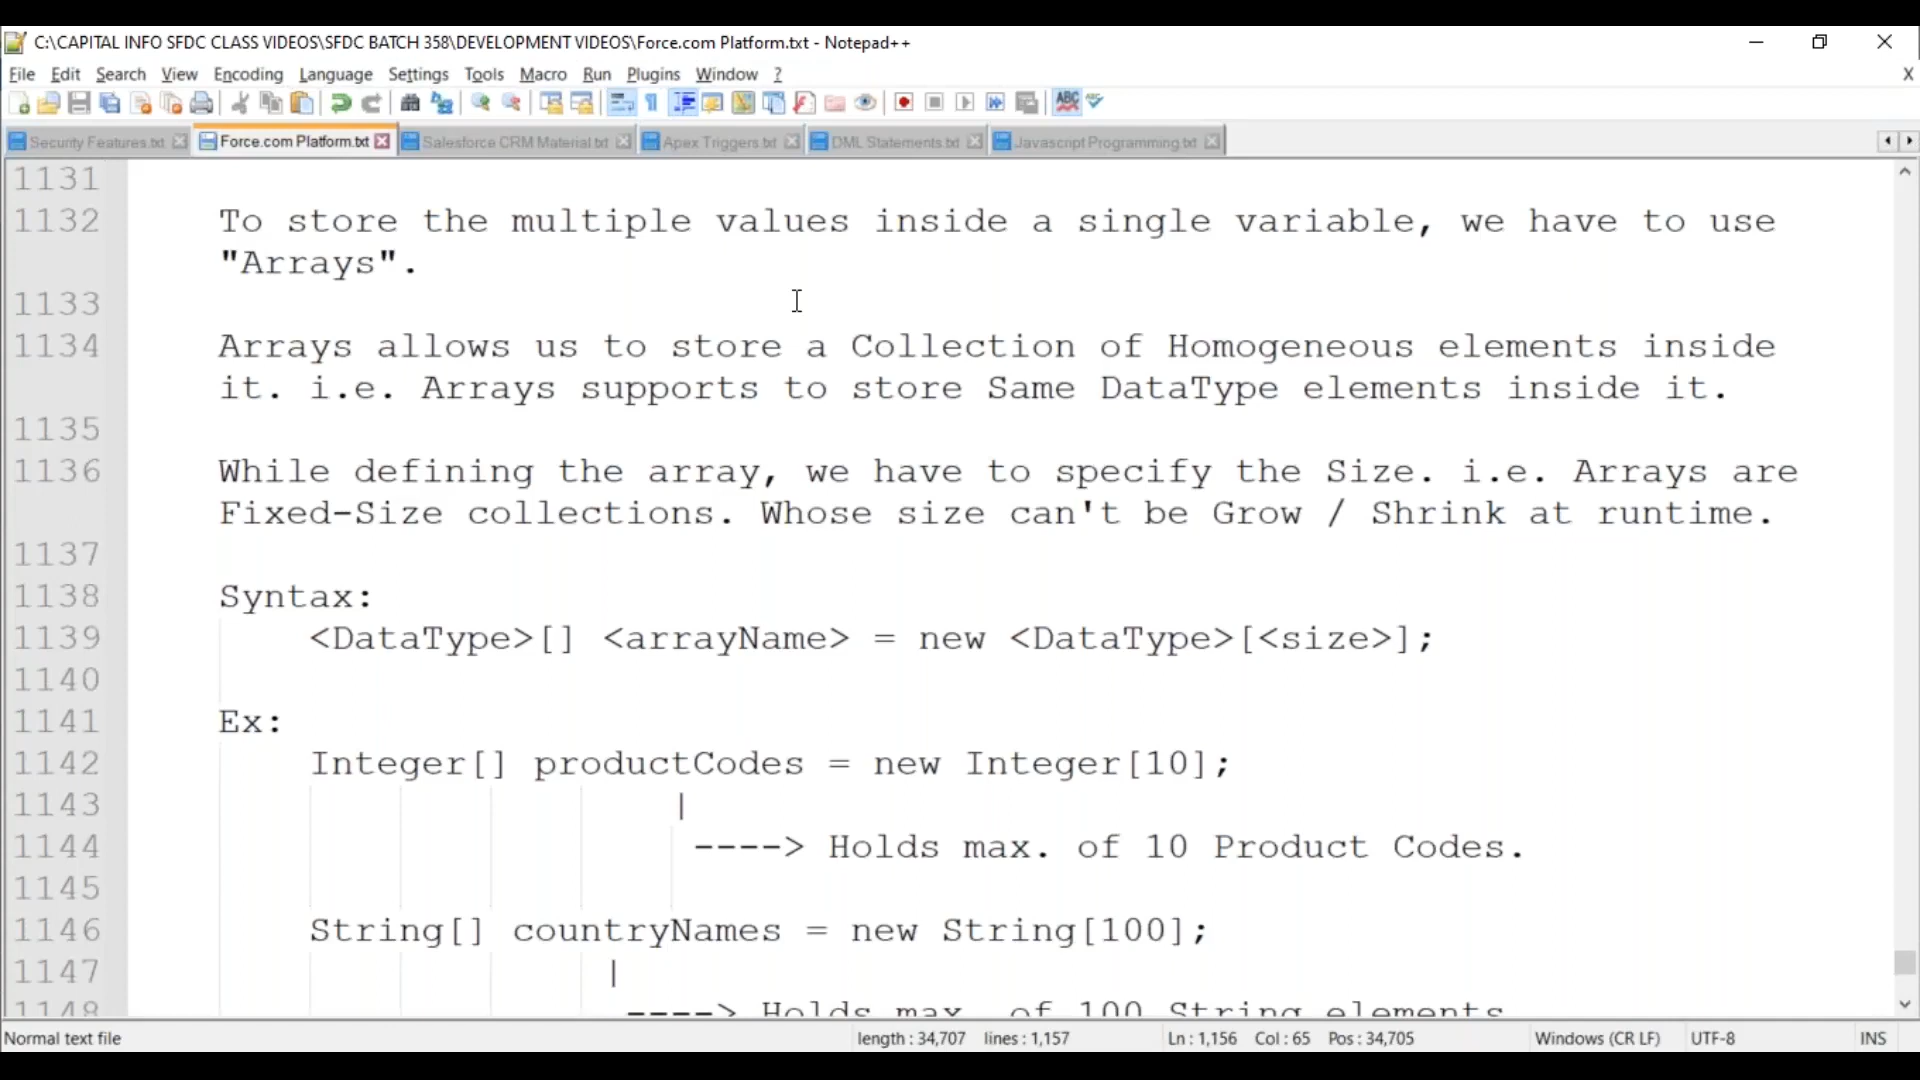 C:\CAPITAL INFO SFDC CLASS VIDEOS\SFDC BATCH 358\DEVELOPMENT VIDEOS\Force.com Platform.txt - Notepad++
File Edit Search View Encoding Language Settings Tools Macro Run Plugins Window ? X
Security Features.txt Force.com Platform.txt Salesforce CRM Material.txt Apex Triggers.txt DML Statements.txt Javascript Programming.txt
1131
1132 To store the multiple values inside a single variable, we have to use
"Arrays".
1133
1134 Arrays allows us to store a Collection of Homogeneous elements inside
it. i.e. Arrays supports to store Same DataType elements inside it.
1135
1136 While defining the array, we have to specify the Size. i.e. Arrays are
Fixed-Size collections. Whose size can't be Grow / Shrink at runtime.
1137
1138 Syntax:
1139 <DataType>[] <arrayName> = new <DataType>[<size>];
1140
1141 Ex:
1142 Integer[] productCodes = new Integer[10];
1143 |
1144 ----> Holds max. of 10 Product Codes.
1145
1146 String[] countryNames = new String[100];
1147 |
1148 ----> Holds max. of 100 String elements
Normal text file length : 34,707 lines : 1,157 Ln : 1,156 Col : 65 Pos : 34,705 Windows (CR LF) UTF-8 INS